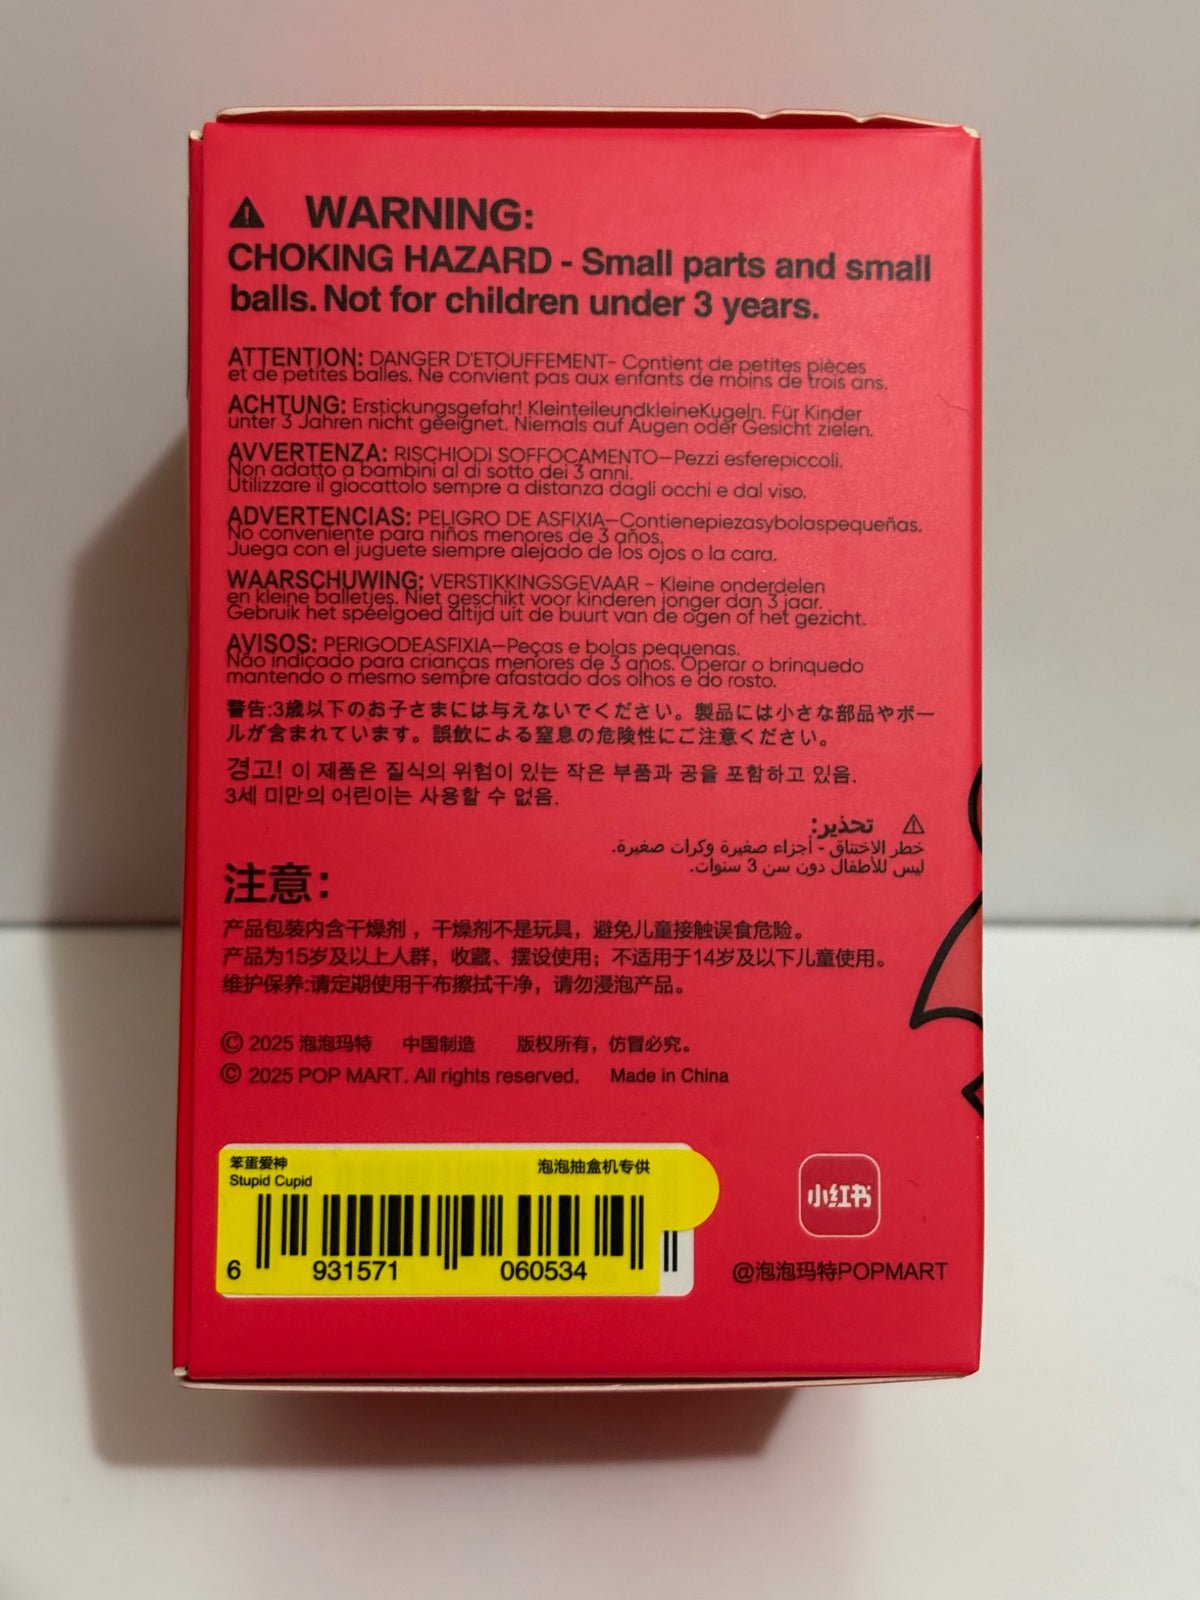 ⚠ WARNING:
CHOKING HAZARD - Small parts and small
balls. Not for children under 3 years.
ATTENTION: DANGER D'ETOUFFEMENT- Contient de petites pièces
et de petites balles. Ne convient pas aux enfants de moins de trois ans.
ACHTUNG: Erstickungsgefahr! KleinteileundkleineKugeln. Für Kinder
unter 3 Jahren nicht geeignet. Niemals auf Augen oder Gesicht zielen.
AVVERTENZA: RISCHIODI SOFFOCAMENTO—Pezzi esferepiccoli.
Non adatto a bambini al di sotto dei 3 anni.
Utilizzare il giocattolo sempre a distanza dagli occhi e dal viso.
ADVERTENCIAS: PELIGRO DE ASFIXIA—Contienepiezasybolaspequeñas.
No conveniente para niños menores de 3 años.
Juega con el juguete siempre alejado de los ojos o la cara.
WAARSCHUWING: VERSTIKKINGSGEVAAR - Kleine onderdelen
en kleine balletjes. Niet geschikt voor kinderen jonger dan 3 jaar.
Gebruik het speelgoed altijd uit de buurt van de ogen of het gezicht.
AVISOS: PERIGODEASFIXIA—Peças e bolas pequenas.
Não indicado para crianças menores de 3 anos. Operar o brinquedo
mantendo o mesmo sempre afastado dos olhos e do rosto.
警告:3歳以下のお子さまには与えないでください。製品には小さな部品やボー
ルが含まれています。誤飲による窒息の危険性にご注意ください。
경고! 이 제품은 질식의 위험이 있는 작은 부품과 공을 포함하고 있음.
3세 미만의 어린이는 사용할 수 없음.
⚠ تحذير:
خطر الاختناق - أجزاء صغيرة وكرات صغيرة.
ليس للأطفال دون سن 3 سنوات.
注意:
产品包装内含干燥剂，干燥剂不是玩具，避免儿童接触误食危险。
产品为15岁及以上人群，收藏、摆设使用；不适用于14岁及以下儿童使用。
维护保养:请定期使用干布擦拭干净，请勿浸泡产品。
© 2025 泡泡玛特 中国制造 版权所有，仿冒必究。
© 2025 POP MART. All rights reserved. Made in China
笨蛋爱神 泡泡抽盒机专供
Stupid Cupid
6 931571 060534
小红书
@泡泡玛特POPMART